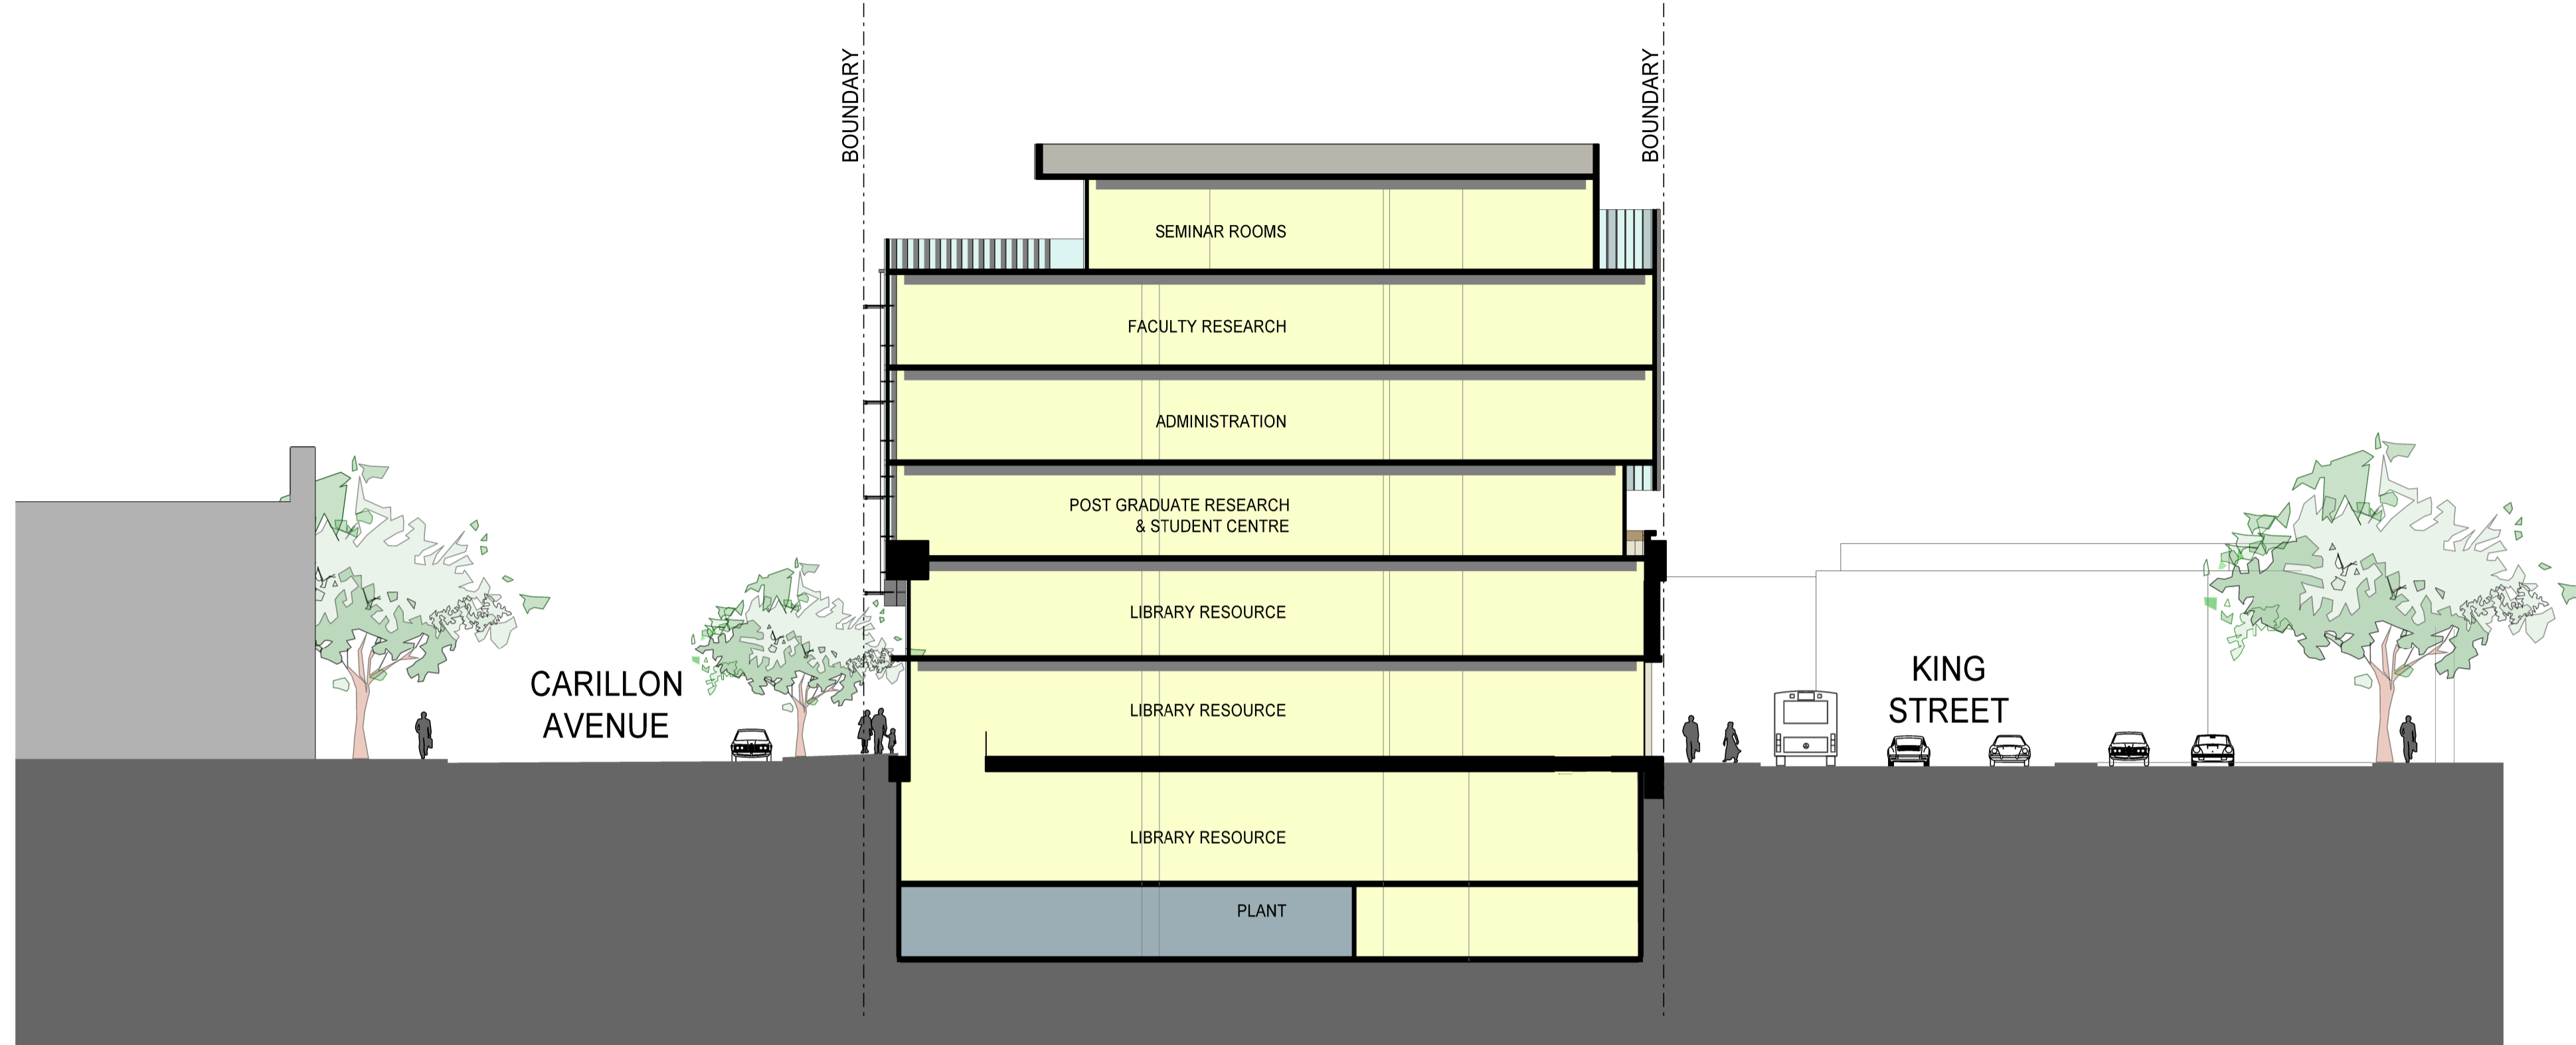 BOUNDARY
BOUNDARY
SEMINAR ROOMS
FACULTY RESEARCH
ADMINISTRATION
POST GRADUATE RESEARCH
& STUDENT CENTRE
LIBRARY RESOURCE
CARILLON
AVENUE
KING
STREET
LIBRARY RESOURCE
LIBRARY RESOURCE
PLANT